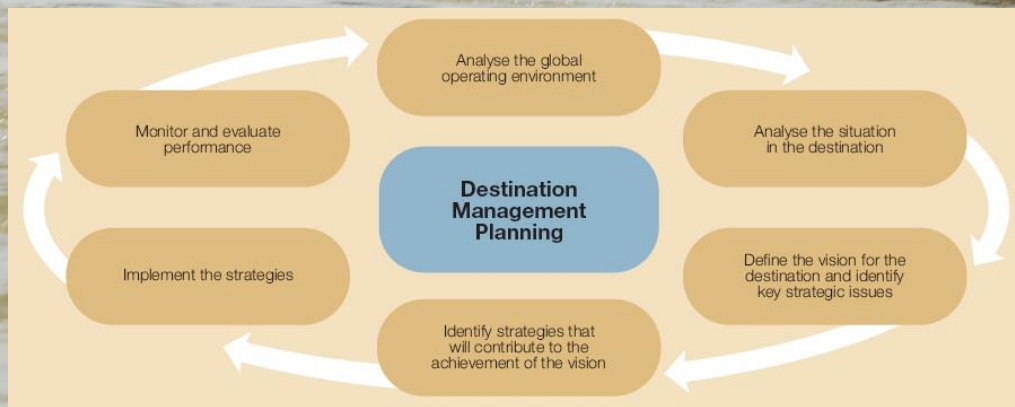 Analyse the global
operating environment
Analyse the situation
in the destination
Define the vision for the
destination and identify
key strategic issues
Identify strategies that
will contribute to the
achievement of the vision
Implement the strategies
Monitor and evaluate
performance
Destination
Management
Planning